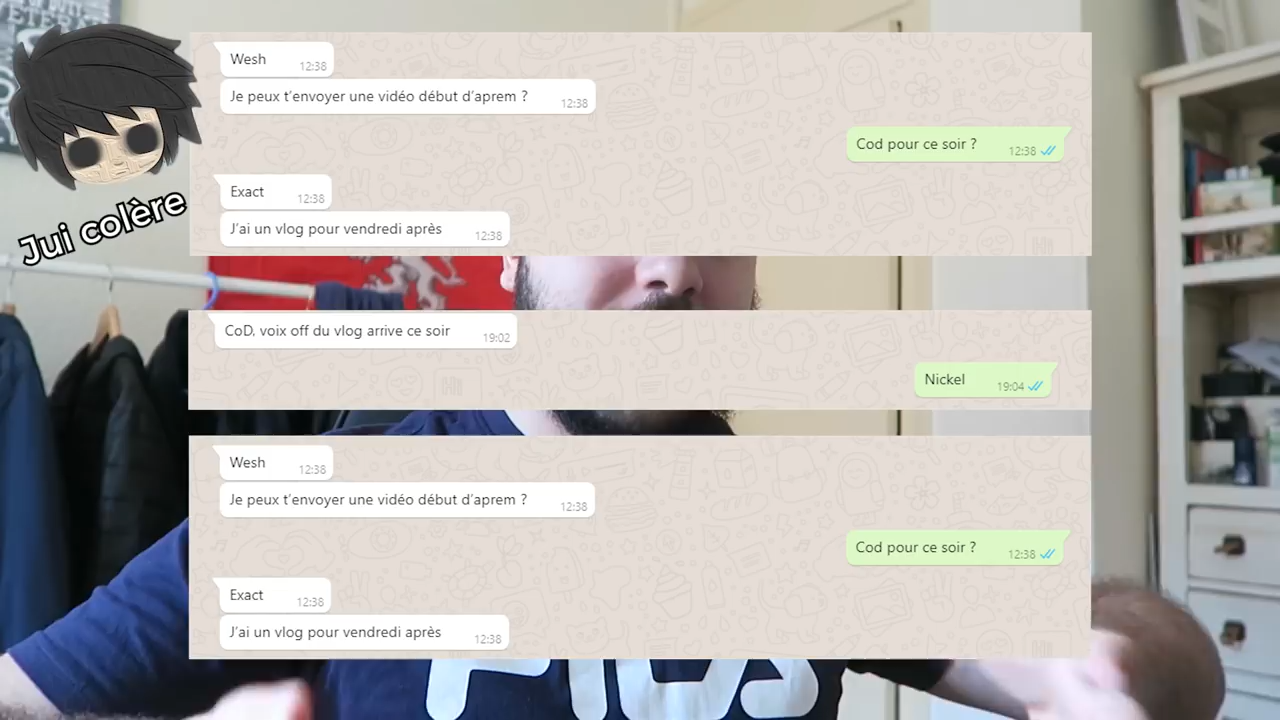 Wesh 12:38
Je peux t'envoyer une vidéo début d'aprem ? 12:38
Cod pour ce soir ? 12:38
Exact 12:38
J'ai un vlog pour vendredi après 12:38
Jui colère
CoD, voix off du vlog arrive ce soir 19:02
Nickel 19:04
Wesh 12:38
Je peux t'envoyer une vidéo début d'aprem ? 12:38
Cod pour ce soir ? 12:38
Exact 12:38
J'ai un vlog pour vendredi après 12:38